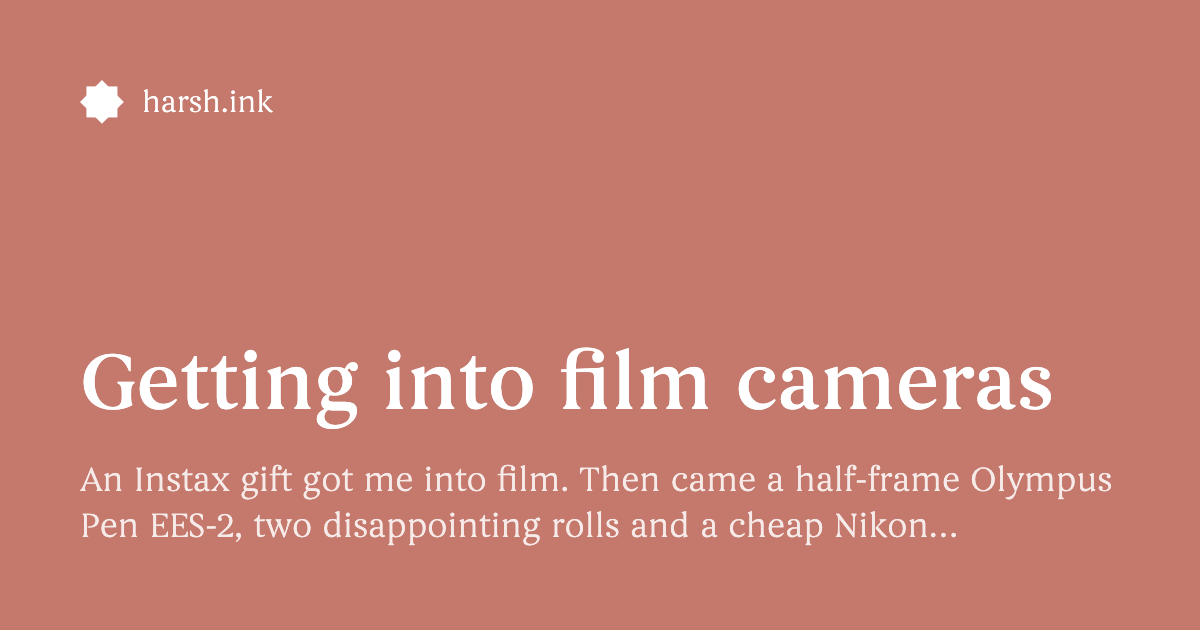 harsh.ink
Getting into film cameras
An Instax gift got me into film. Then came a half-frame Olympus
Pen EES-2, two disappointing rolls and a cheap Nikon…